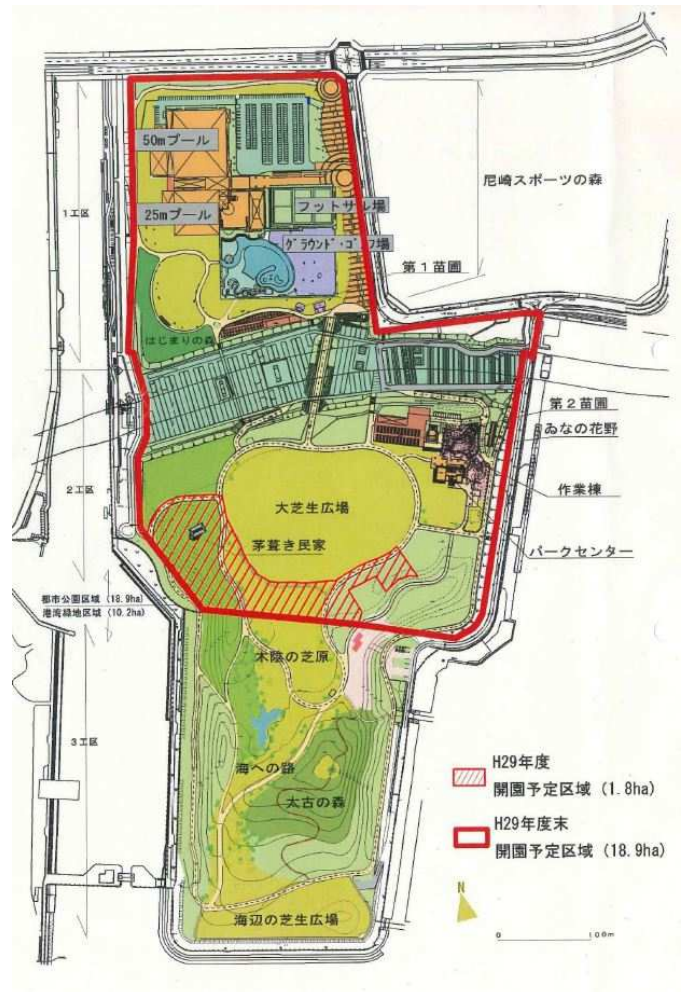 50mプール
25mプール
フットサル場
グラウンド・ゴルフ場
尼崎スポーツの森
第1苗圃
1工区
はじまりの森
第2苗圃
ゐなの花野
2工区
作業棟
大芝生広場
茅葺き民家
パークセンター
都市公園区域 (18.9ha)
港湾緑地区域 (10.2ha)
木陰の芝原
3工区
海への路
太古の森
H29年度
開園予定区域 (1.8ha)
H29年度末
開園予定区域 (18.9ha)
海辺の芝生広場
N
0 100m